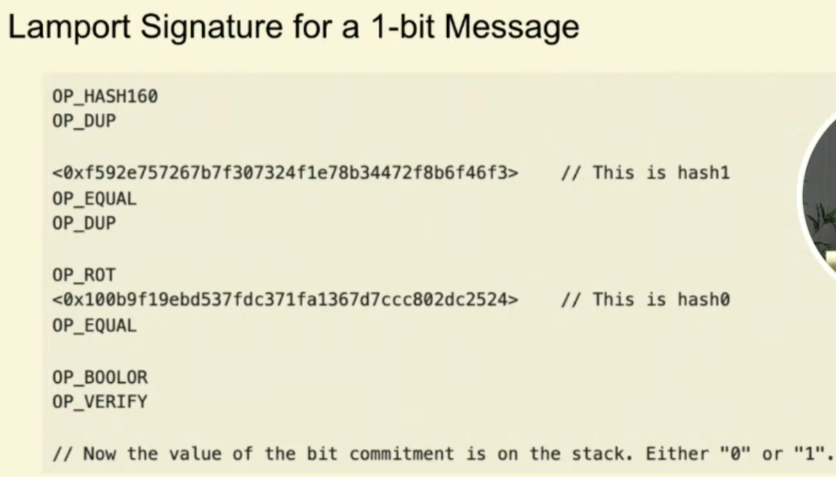 Lamport Signature for a 1-bit Message
OP_HASH160
OP_DUP
<0xf592e757267b7f307324f1e78b34472f8b6f46f3>    // This is hash1
OP_EQUAL
OP_DUP
OP_ROT
<0x100b9f19ebd537fdc371fa1367d7ccc802dc2524>    // This is hash0
OP_EQUAL
OP_BOOLOR
OP_VERIFY
// Now the value of the bit commitment is on the stack. Either "0" or "1".